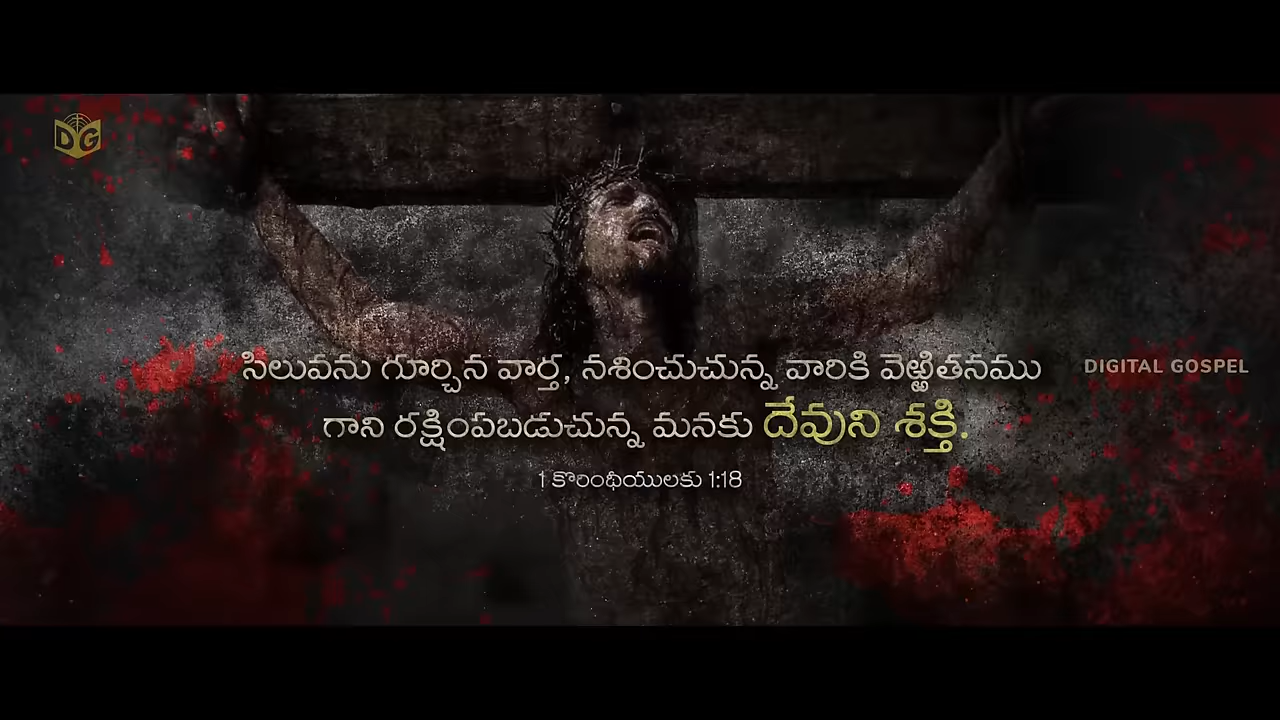 DG
సిలువను గూర్చిన వార్త, నశించుచున్న వారికి వెఱ్ఱితనము
గాని రక్షింపబడుచున్న మనకు దేవుని శక్తి.
1 కొరింథీయులకు 1:18
DIGITAL GOSPEL